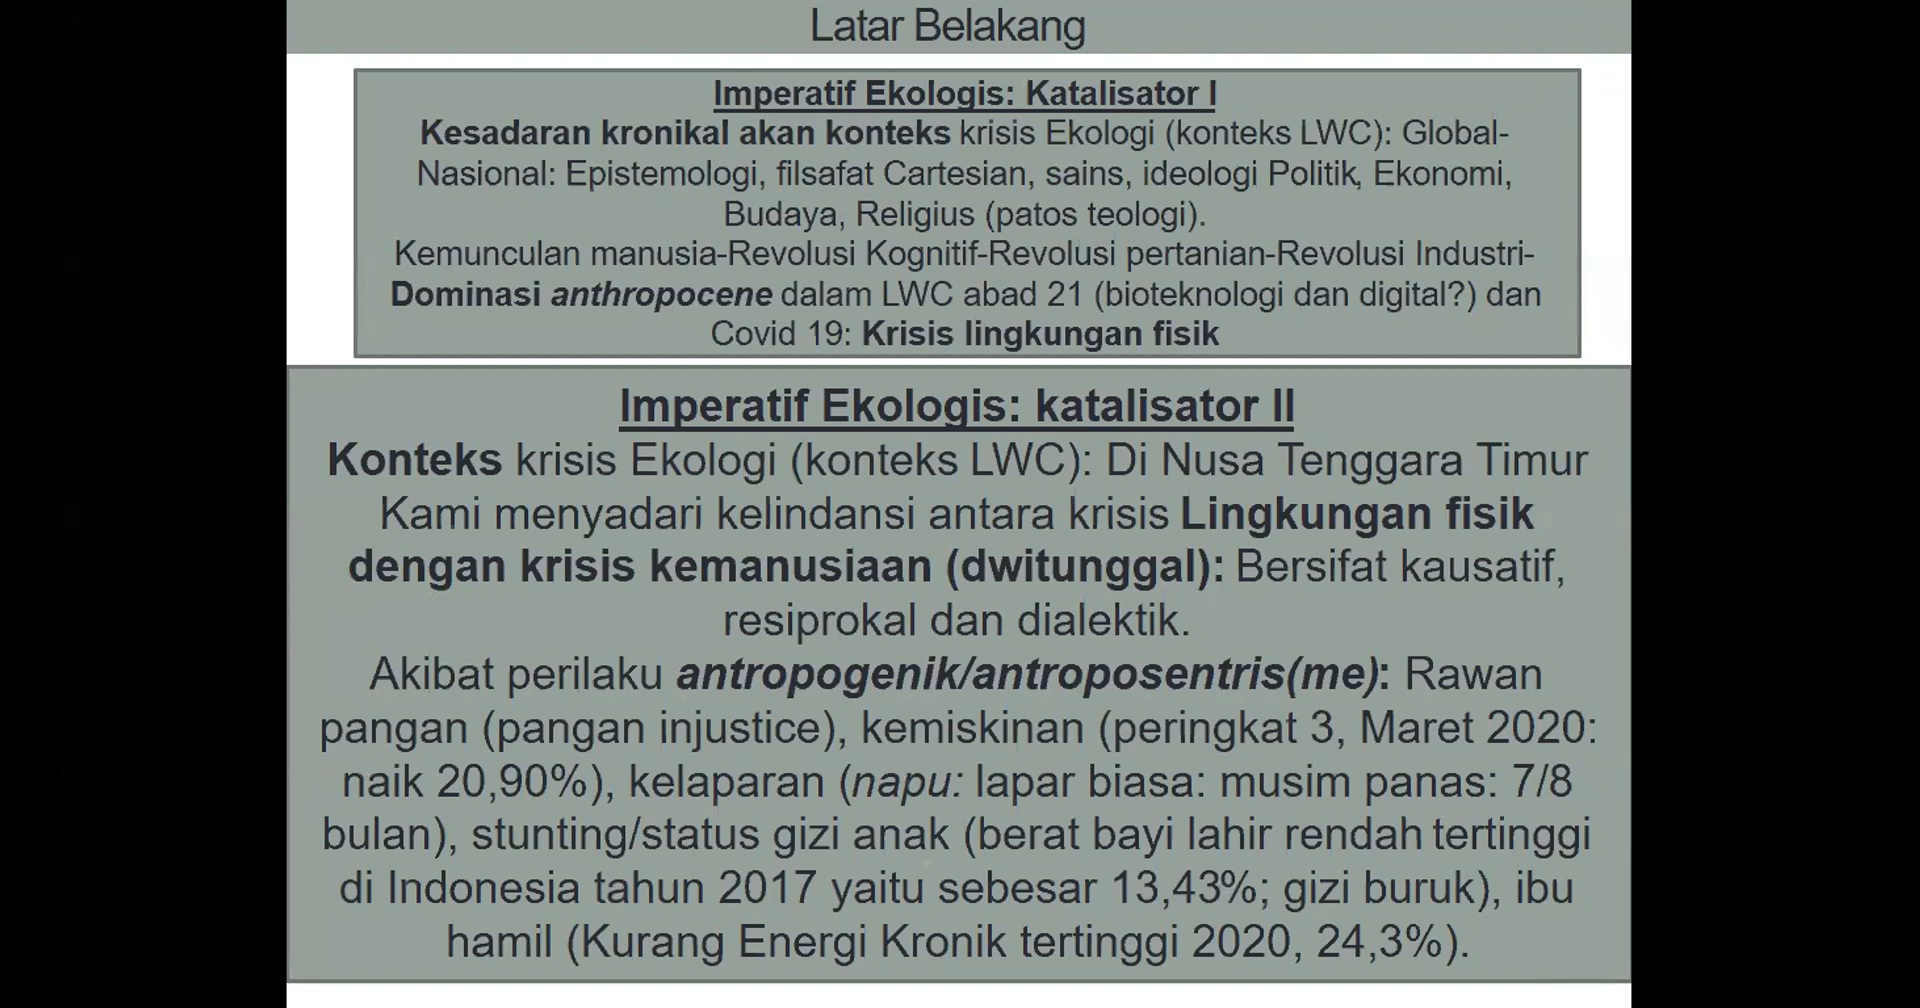 Latar Belakang
Imperatif Ekologis: Katalisator I
Kesadaran kronikal akan konteks krisis Ekologi (konteks LWC): Global-
Nasional: Epistemologi, filsafat Cartesian, sains, ideologi Politik, Ekonomi,
Budaya, Religius (patos teologi).
Kemunculan manusia-Revolusi Kognitif-Revolusi pertanian-Revolusi Industri-
Dominasi anthropocene dalam LWC abad 21 (bioteknologi dan digital?) dan
Covid 19: Krisis lingkungan fisik
Imperatif Ekologis: katalisator II
Konteks krisis Ekologi (konteks LWC): Di Nusa Tenggara Timur
Kami menyadari kelindansi antara krisis Lingkungan fisik
dengan krisis kemanusiaan (dwitunggal): Bersifat kausatif,
resiprokal dan dialektik.
Akibat perilaku antropogenik/antroposentris(me): Rawan
pangan (pangan injustice), kemiskinan (peringkat 3, Maret 2020:
naik 20,90%), kelaparan (napu: lapar biasa: musim panas: 7/8
bulan), stunting/status gizi anak (berat bayi lahir rendah tertinggi
di Indonesia tahun 2017 yaitu sebesar 13,43%; gizi buruk), ibu
hamil (Kurang Energi Kronik tertinggi 2020, 24,3%).